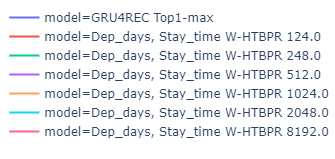 model=GRU4REC Top1-max
model=Dep_days, Stay_time W-HTBPR 124.0
model=Dep_days, Stay_time W-HTBPR 248.0
model=Dep_days, Stay_time W-HTBPR 512.0
model=Dep_days, Stay_time W-HTBPR 1024.0
model=Dep_days, Stay_time W-HTBPR 2048.0
model=Dep_days, Stay_time W-HTBPR 8192.0